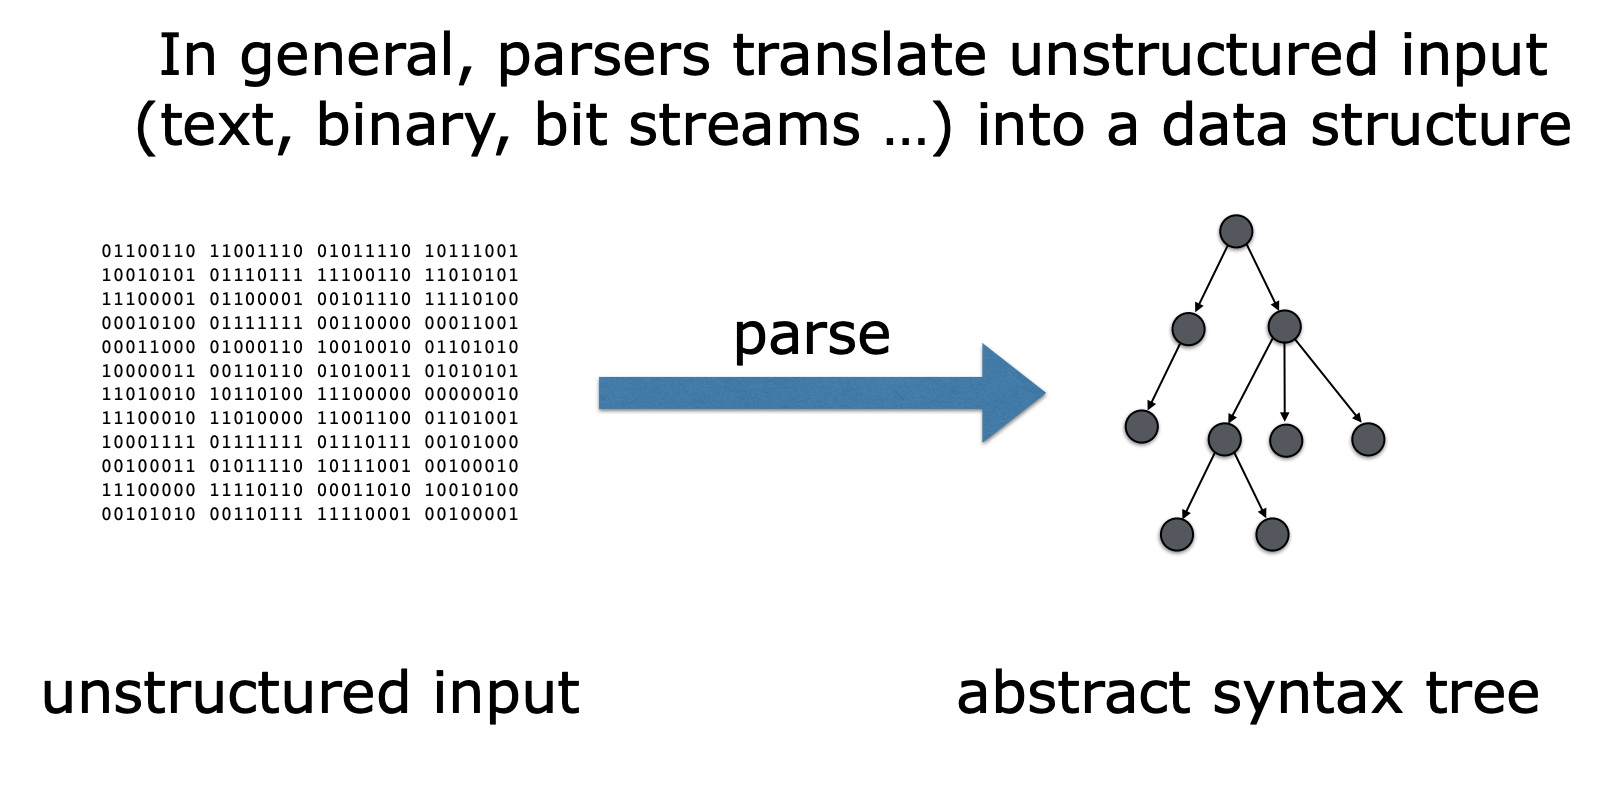 In general, parsers translate unstructured input
(text, binary, bit streams …) into a data structure
01100110 11001110 01011110 10111001
10010101 01110111 11100110 11010101
11100001 01100001 00101110 11110100
00010100 01111111 00110000 00011001
00011000 01000110 10010010 01101010
10000011 00110110 01010011 01010101
11010010 10110100 11100000 00000010
11100010 11010000 11001100 01101001
10001111 01111111 01110111 00101000
00100011 01011110 10111001 00100010
11100000 11110110 00011010 10010100
00101010 00110111 11110001 00100001
parse
unstructured input
abstract syntax tree